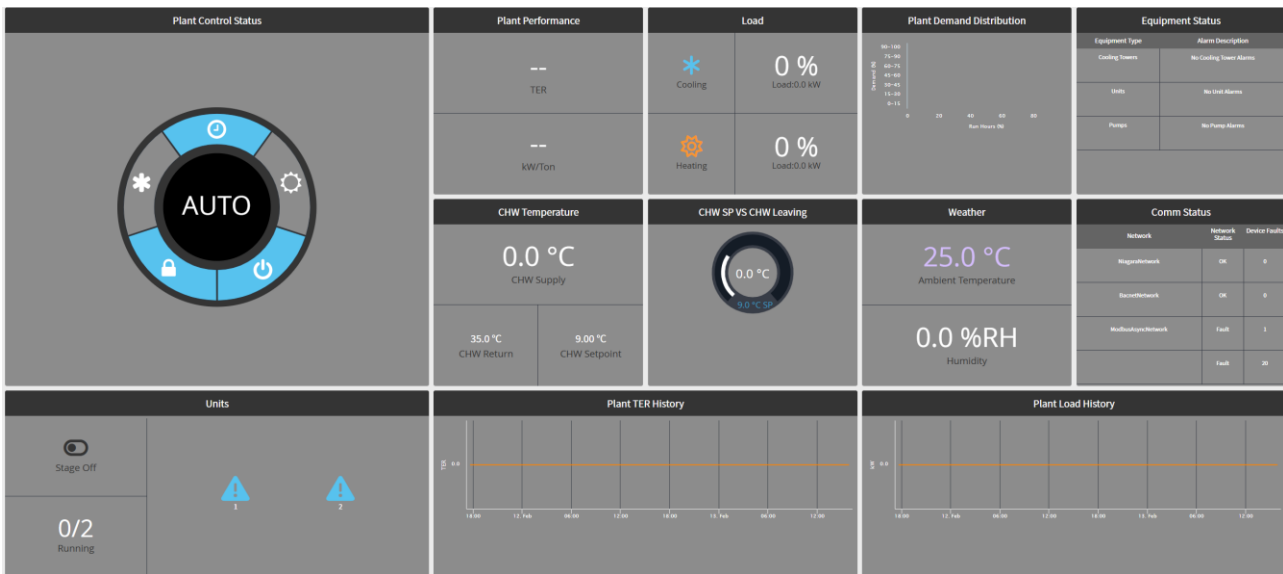 Plant Control Status
AUTO
Plant Performance
--
TER
--
kW/Ton
Load
Cooling
0 %
Load:0.0 kW
Heating
0 %
Load:0.0 kW
Plant Demand Distribution
Demand (%)
90-100
75-90
60-75
45-60
30-45
15-30
0-15
0 20 40 60 80
Run Hours (%)
Equipment Status
Equipment Type Alarm Description
Cooling Towers No Cooling Tower Alarms
Units No Unit Alarms
Pumps No Pump Alarms
CHW Temperature
0.0 °C
CHW Supply
35.0 °C
CHW Return
9.00 °C
CHW Setpoint
CHW SP VS CHW Leaving
0.0 °C
9.0 °C SP
Weather
25.0 °C
Ambient Temperature
0.0 %RH
Humidity
Comm Status
Network Network Status Device Faults
NiagaraNetwork OK 0
BacnetNetwork OK 0
ModbusAsyncNetwork Fault 1
Fault 20
Units
Stage Off
0/2
Running
1 2
Plant TER History
TER
0.0
18:00 12. Feb 06:00 12:00 18:00 13. Feb 06:00 12:00
Plant Load History
kW
0.0
18:00 12. Feb 06:00 12:00 18:00 13. Feb 06:00 12:00